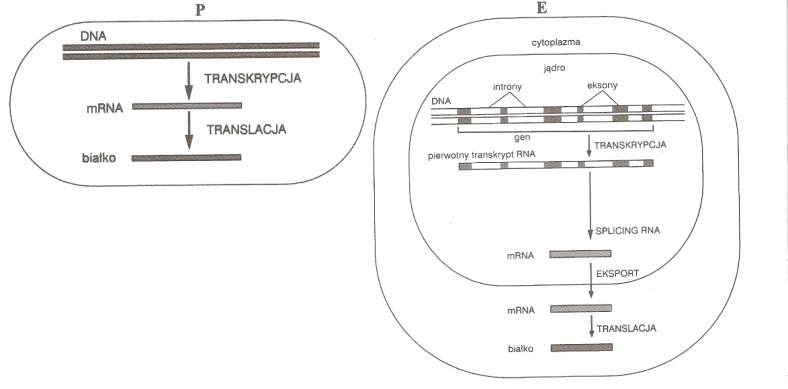 P
DNA
TRANSKRYPCJA
mRNA
TRANSLACJA
białko
E
cytoplazma
jądro
introny
eksony
DNA
gen
TRANSKRYPCJA
pierwotny transkrypt RNA
SPLICING RNA
mRNA
EKSPORT
mRNA
TRANSLACJA
białko